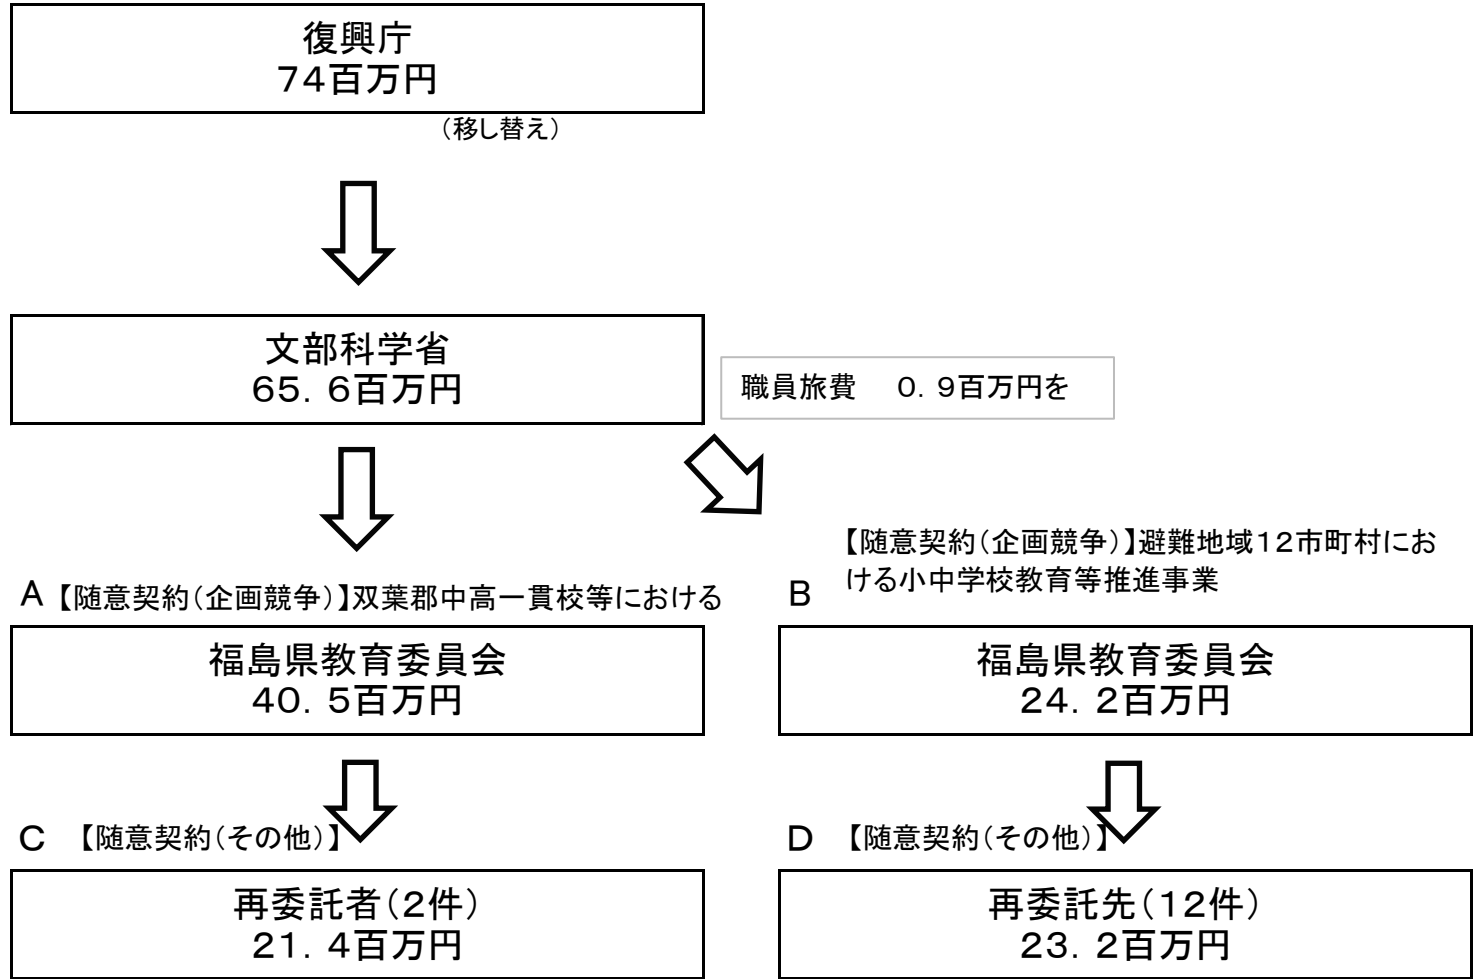 復興庁
７４百万円
（移し替え）
文部科学省
６５．６百万円
職員旅費　０．９百万円を
【随意契約（企画競争）】避難地域１２市町村にお
ける小中学校教育等推進事業
A 【随意契約（企画競争）】双葉郡中高一貫校等における
B
福島県教育委員会
４０．５百万円
福島県教育委員会
２４．２百万円
C 【随意契約（その他）】
D 【随意契約（その他）】
再委託者（２件）
２１．４百万円
再委託先（１２件）
２３．２百万円